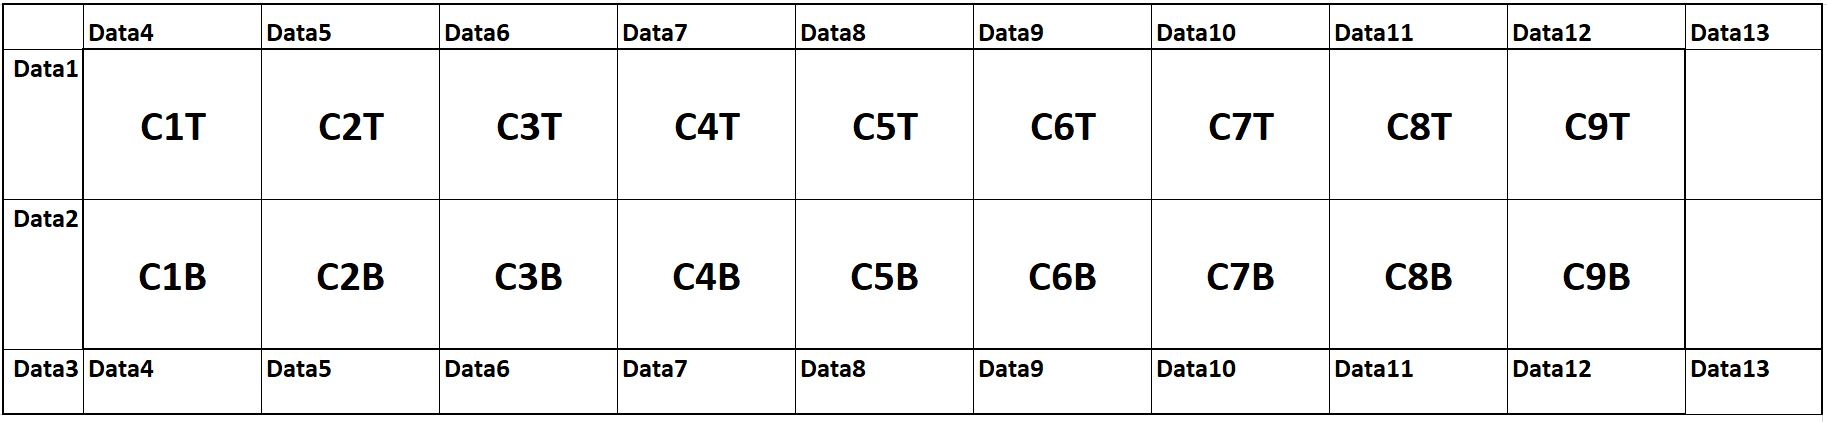 Data4 Data5 Data6 Data7 Data8 Data9 Data10 Data11 Data12 Data13
Data1
C1T C2T C3T C4T C5T C6T C7T C8T C9T
Data2
C1B C2B C3B C4B C5B C6B C7B C8B C9B
Data3 Data4 Data5 Data6 Data7 Data8 Data9 Data10 Data11 Data12 Data13